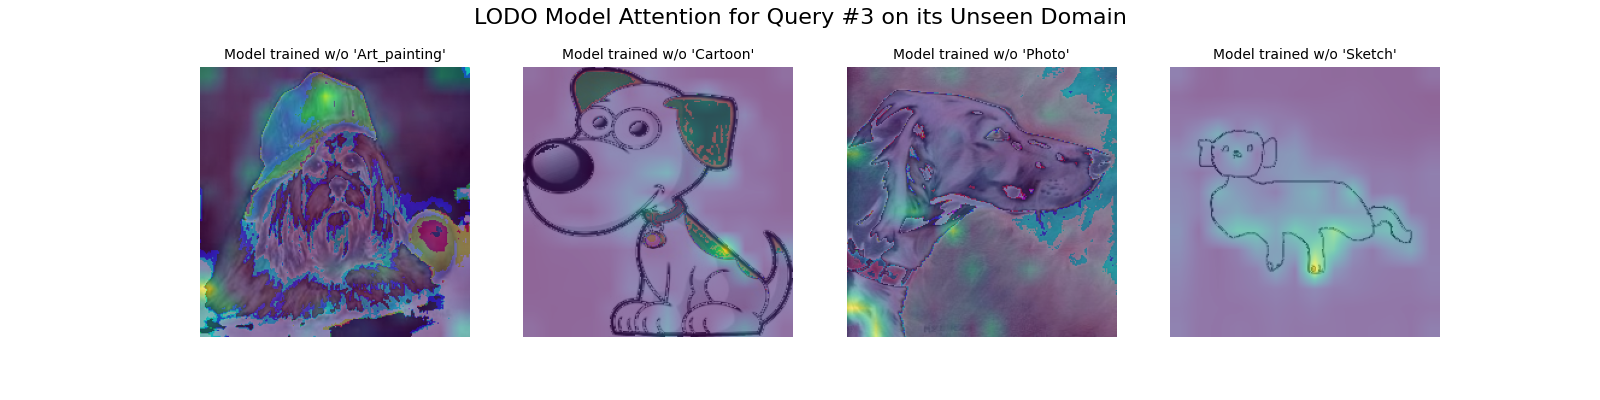 LODO Model Attention for Query #3 on its Unseen Domain
Model trained w/o 'Art_painting'
Model trained w/o 'Cartoon'
Model trained w/o 'Photo'
Model trained w/o 'Sketch'